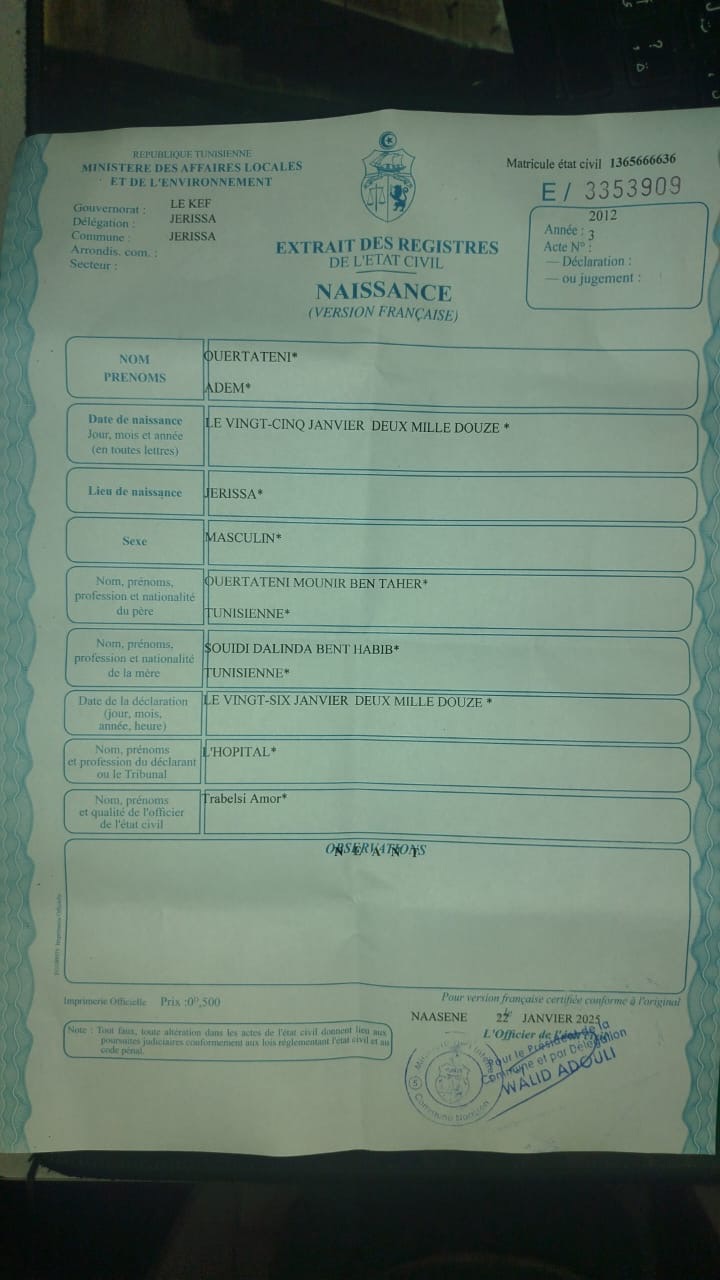 REPUBLIQUE TUNISIENNE
MINISTERE DES AFFAIRES LOCALES
ET DE L'ENVIRONNEMENT
Gouvernorat : LE KEF
Délégation : JERISSA
Commune : JERISSA
Arrondis. com. :
Secteur :
EXTRAIT DES REGISTRES
DE L'ETAT CIVIL
NAISSANCE
(VERSION FRANÇAISE)
Matricule état civil 1365666636
E / 3353909
2012
Année : 3
Acte N° :
— Déclaration :
— ou jugement :
NOM
PRENOMS
OUERTATENI*
ADEM*
Date de naissance
Jour, mois et année
(en toutes lettres)
LE VINGT-CINQ JANVIER DEUX MILLE DOUZE *
Lieu de naissance
JERISSA*
Sexe
MASCULIN*
Nom, prénoms,
profession et nationalité
du père
OUERTATENI MOUNIR BEN TAHER*
TUNISIENNE*
Nom, prénoms,
profession et nationalité
de la mère
SOUIDI DALINDA BENT HABIB*
TUNISIENNE*
Date de la déclaration
(jour, mois,
année, heure)
LE VINGT-SIX JANVIER DEUX MILLE DOUZE *
Nom, prénoms
et profession du déclarant
ou le Tribunal
L'HOPITAL*
Nom, prénoms
et qualité de l'officier
de l'état civil
Trabelsi Amor*
OBSERVATIONS
N E A N T
Imprimerie Officielle Prix :0D,500
Note : Tout faux, toute altération dans les actes de l'état civil donnent lieu aux
poursuites judiciaires conformement aux lois réglementant l'etat civil et au
code pénal.
Pour version française certifiée conforme à l'original
NAASENE 22 JANVIER 2025
L'Officier de l'état civil
Pour le Président de la
Commune et par Délégation
WALID ADOULI